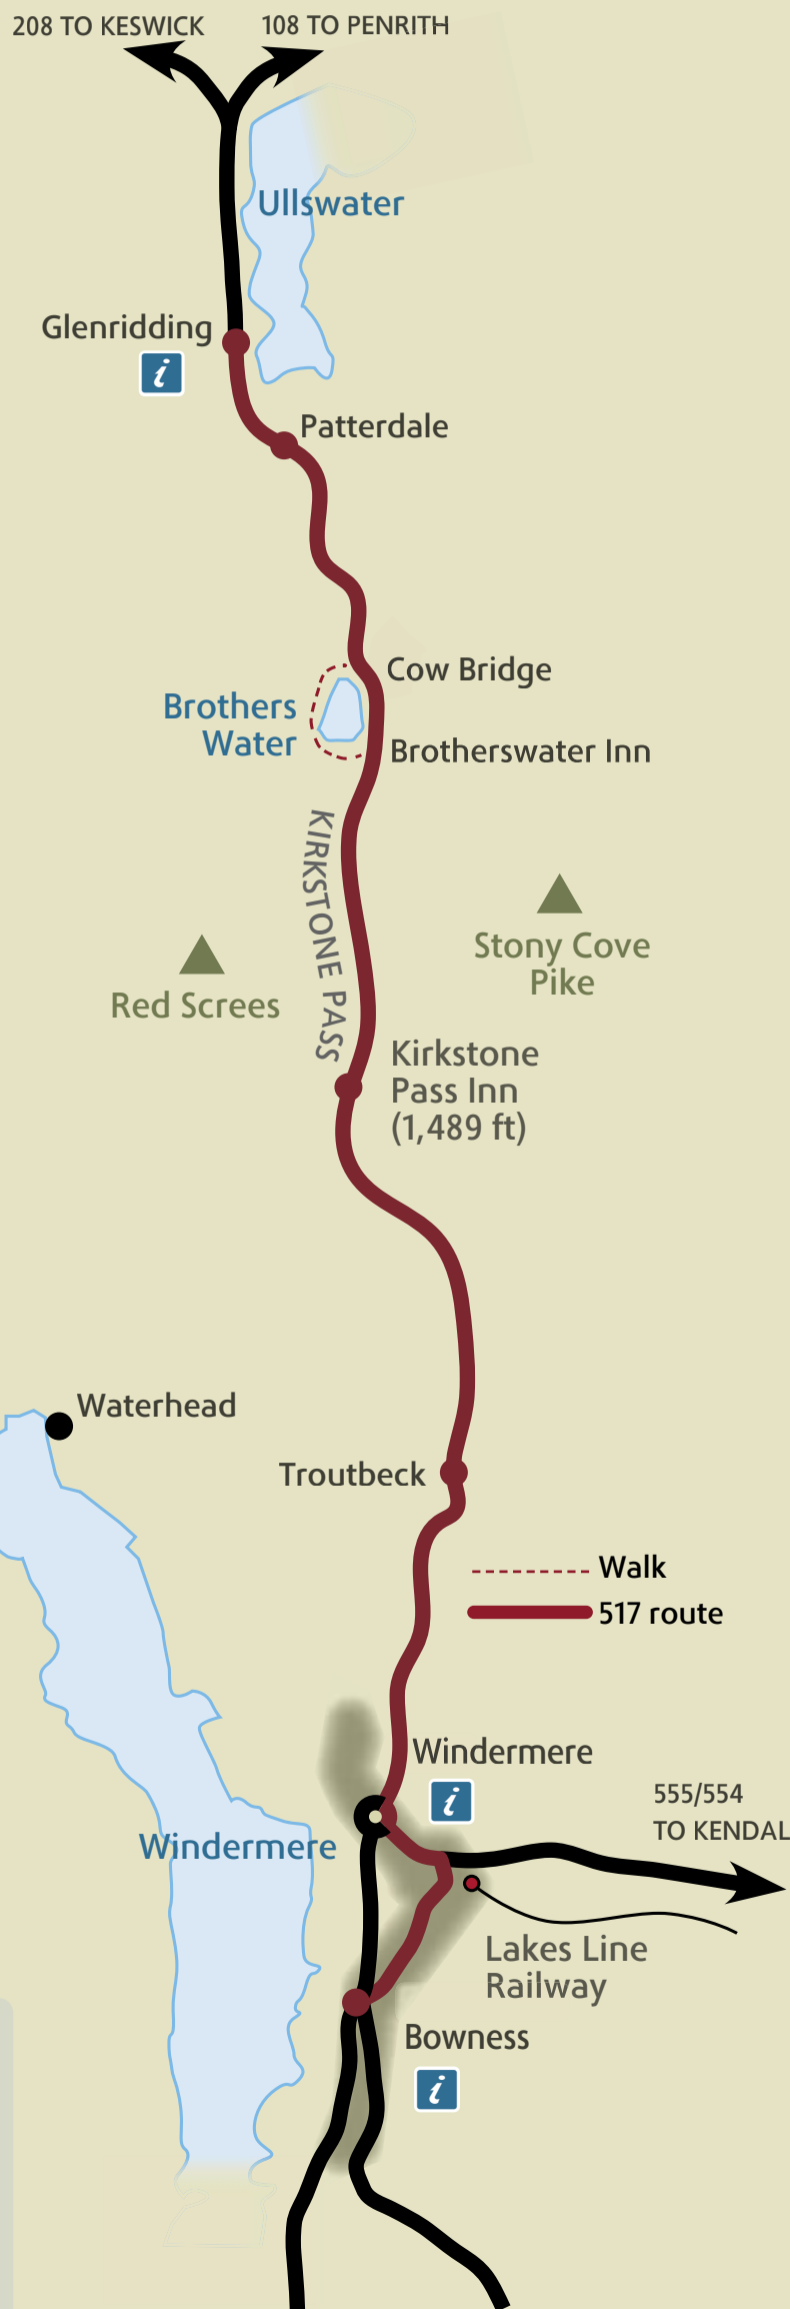 208 TO KESWICK
108 TO PENRITH
Ullswater
Glenridding
i
Patterdale
Cow Bridge
Brothers
Water
Brotherswater Inn
KIRKSTONE PASS
Stony Cove
Pike
Red Screes
Kirkstone
Pass Inn
(1,489 ft)
Waterhead
Troutbeck
Walk
517 route
Windermere
i
555/554
TO KENDAL
Windermere
Lakes Line
Railway
Bowness
i